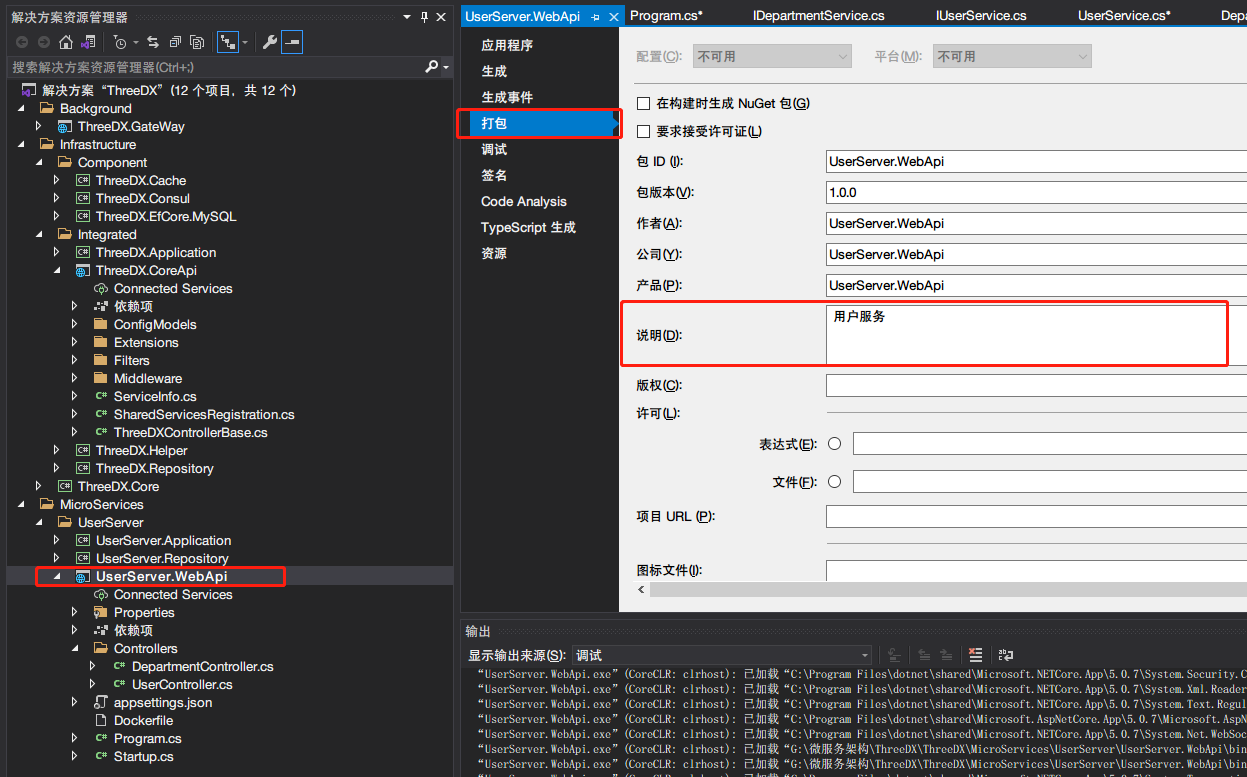 解决方案资源管理器
搜索解决方案资源管理器(Ctrl+;)
解决方案 “ThreeDX” (12 个项目，共 12 个)
Background
ThreeDX.GateWay
Infrastructure
Component
ThreeDX.Cache
ThreeDX.Consul
ThreeDX.EfCore.MySQL
Integrated
ThreeDX.Application
ThreeDX.CoreApi
Connected Services
依赖项
ConfigModels
Extensions
Filters
Middleware
ServiceInfo.cs
SharedServicesRegistration.cs
ThreeDXControllerBase.cs
ThreeDX.Helper
ThreeDX.Repository
ThreeDX.Core
MicroServices
UserServer
UserServer.Application
UserServer.Repository
UserServer.WebApi
Connected Services
Properties
依赖项
Controllers
DepartmentController.cs
UserController.cs
appsettings.json
Dockerfile
Program.cs
Startup.cs
UserServer.WebApi Program.cs* IDepartmentService.cs IUserService.cs UserService.cs* Depa
应用程序
生成
生成事件
打包
调试
签名
Code Analysis
TypeScript 生成
资源
配置(C): 不可用 平台(M): 不可用
在构建时生成 NuGet 包(G)
要求接受许可证(L)
包 ID (I): UserServer.WebApi
包版本(V): 1.0.0
作者(A): UserServer.WebApi
公司(Y): UserServer.WebApi
产品(P): UserServer.WebApi
说明(D): 用户服务
版权(C):
许可(L):
表达式(E):
文件(F):
项目 URL (P):
图标文件(I):
输出
显示输出来源(S): 调试
“UserServer.WebApi.exe” (CoreCLR: clrhost): 已加载 “C:\Program Files\dotnet\shared\Microsoft.NETCore.App\5.0.7\System.Security.C
“UserServer.WebApi.exe” (CoreCLR: clrhost): 已加载 “C:\Program Files\dotnet\shared\Microsoft.NETCore.App\5.0.7\System.Xml.Reader
“UserServer.WebApi.exe” (CoreCLR: clrhost): 已加载 “C:\Program Files\dotnet\shared\Microsoft.NETCore.App\5.0.7\System.Text.Regul
“UserServer.WebApi.exe” (CoreCLR: clrhost): 已加载 “C:\Program Files\dotnet\shared\Microsoft.AspNetCore.App\5.0.7\Microsoft.AspN
“UserServer.WebApi.exe” (CoreCLR: clrhost): 已加载 “C:\Program Files\dotnet\shared\Microsoft.NETCore.App\5.0.7\System.Net.WebSoc
“UserServer.WebApi.exe” (CoreCLR: clrhost): 已加载 “G:\微服务架构\ThreeDX\ThreeDX\MicroServices\UserServer\UserServer.WebApi\bin
“UserServer.WebApi.exe” (CoreCLR: clrhost): 已加载 “G:\微服务架构\ThreeDX\ThreeDX\MicroServices\UserServer\UserServer.WebApi\bin